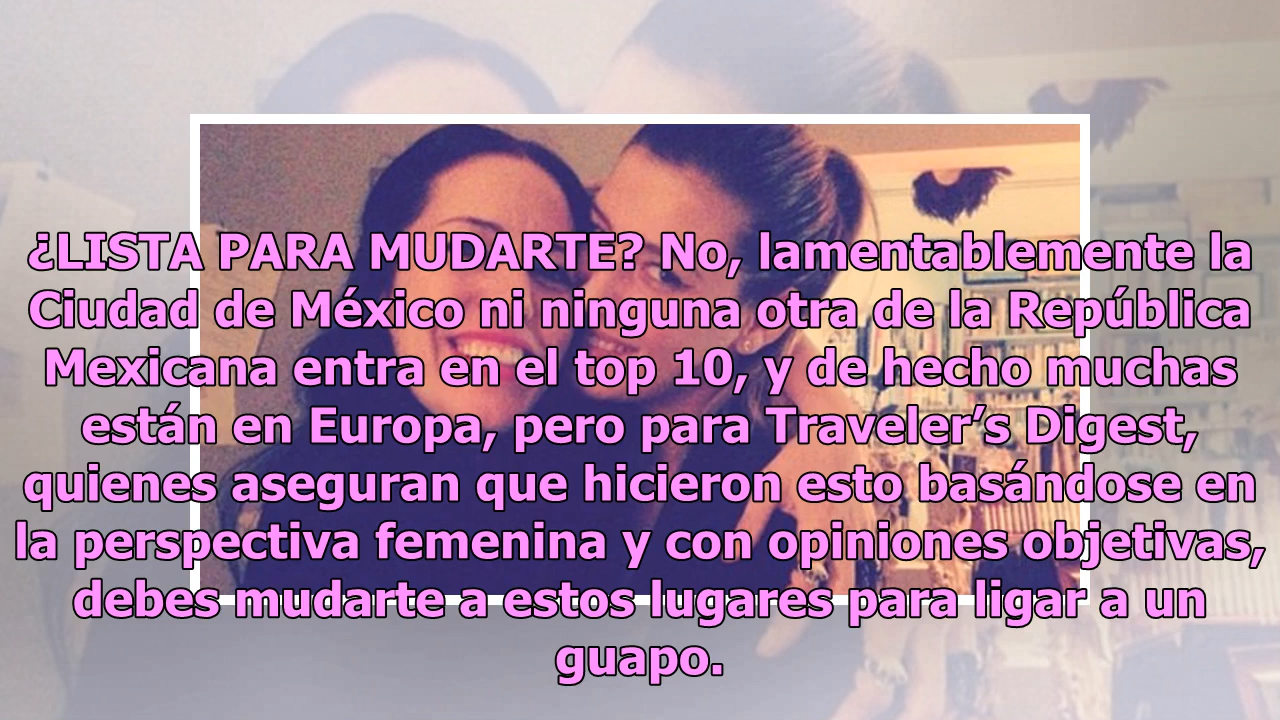 ¿LISTA PARA MUDARTE? No, lamentablemente la
Ciudad de México ni ninguna otra de la República
Mexicana entra en el top 10, y de hecho muchas
están en Europa, pero para Traveler’s Digest,
quienes aseguran que hicieron esto basándose en
la perspectiva femenina y con opiniones objetivas,
debes mudarte a estos lugares para ligar a un
guapo.